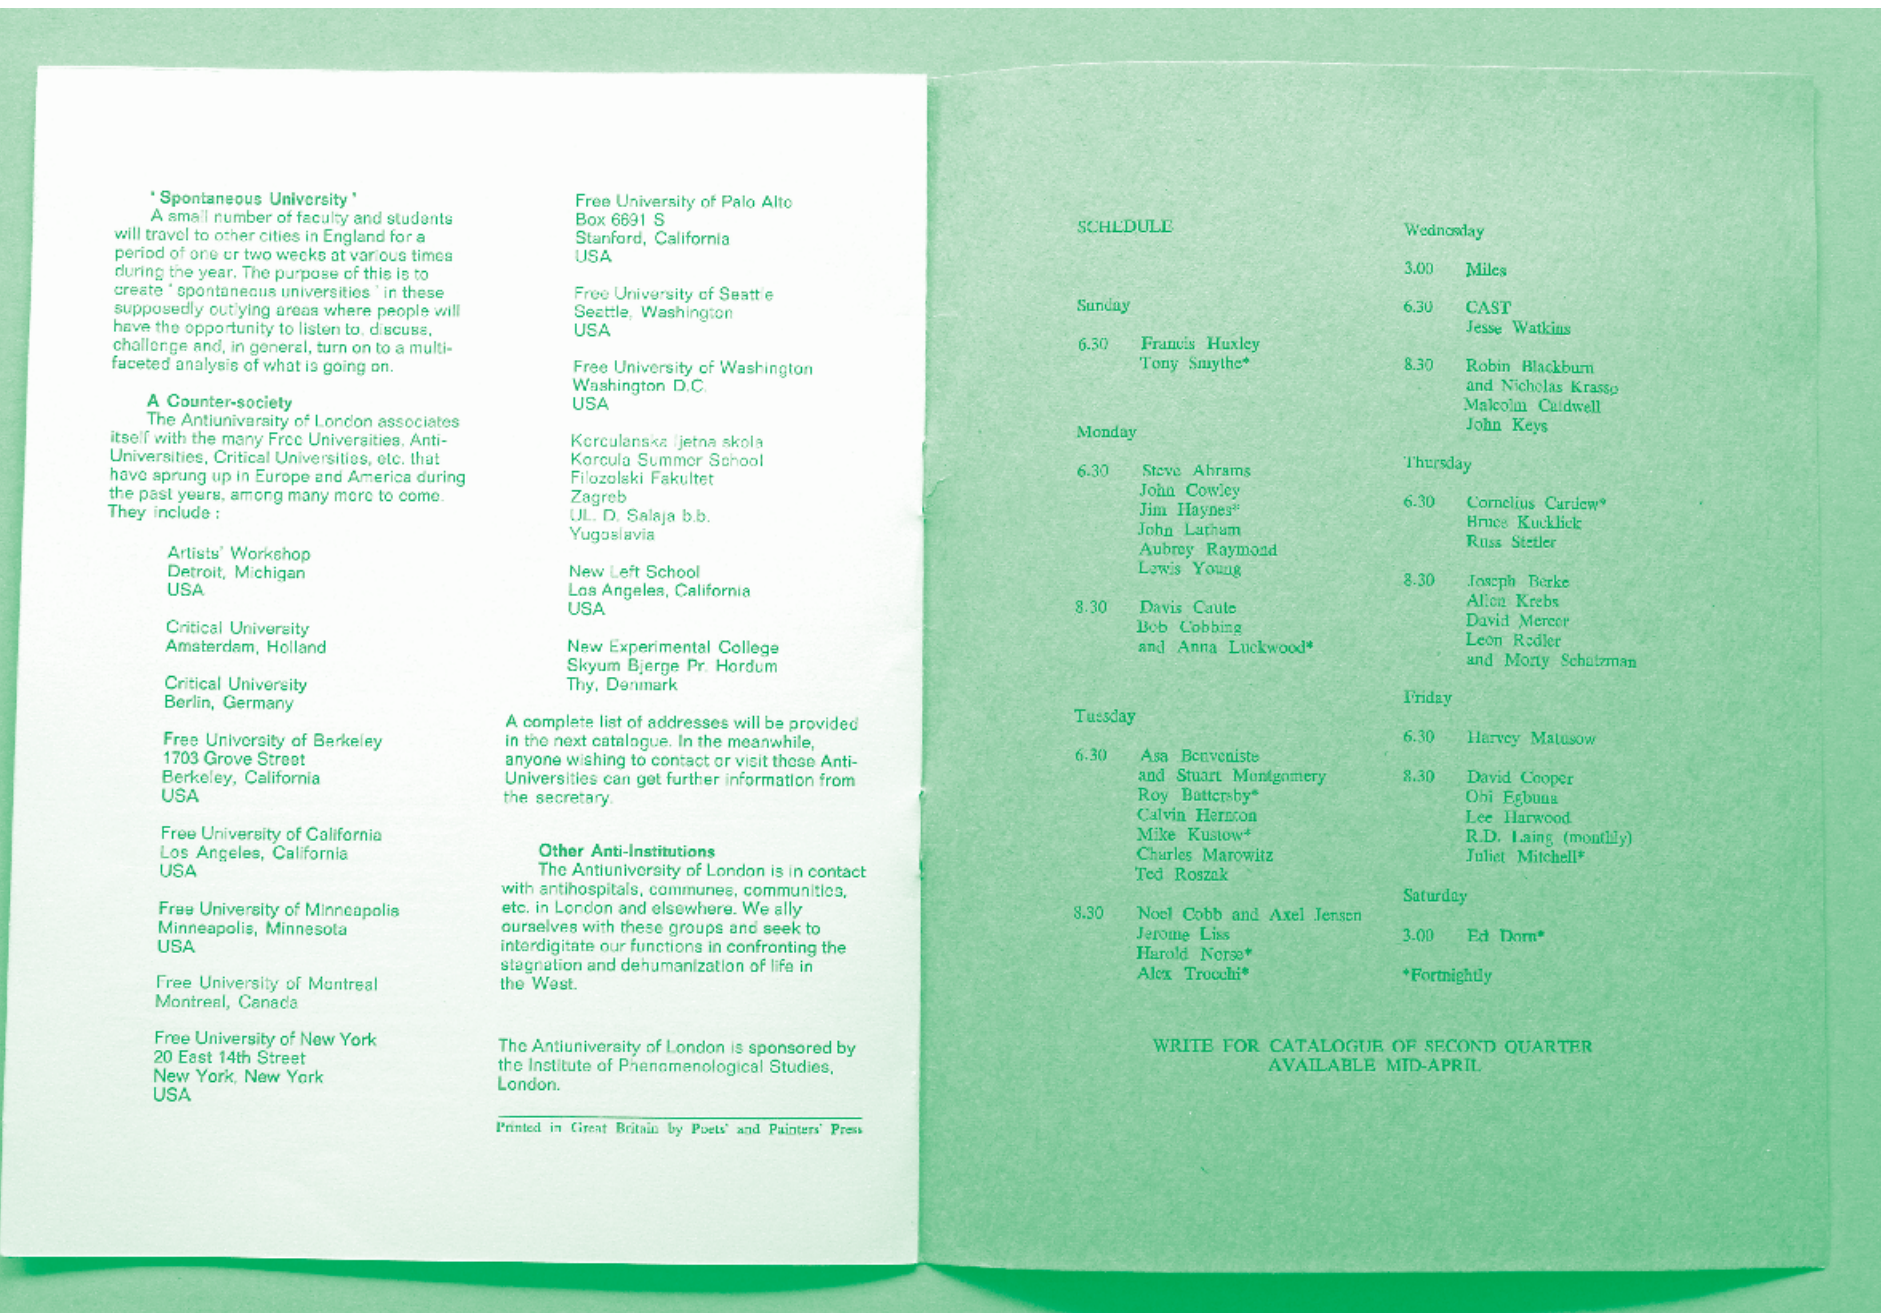 ' Spontaneous University '
A small number of faculty and students
will travel to other cities in England for a
period of one or two weeks at various times
during the year. The purpose of this is to
create ' spontaneous universities ' in these
supposedly outlying areas where people will
have the opportunity to listen to, discuss,
challenge and, in general, turn on to a multi-
faceted analysis of what is going on.
A Counter-society
The Antiuniversity of London associates
itself with the many Free Universities, Anti-
Universities, Critical Universities, etc. that
have sprung up in Europe and America during
the past years, among many more to come.
They include :
Artists' Workshop
Detroit, Michigan
USA
Critical University
Amsterdam, Holland
Critical University
Berlin, Germany
Free University of Berkeley
1703 Grove Street
Berkeley, California
USA
Free University of California
Los Angeles, California
USA
Free University of Minneapolis
Minneapolis, Minnesota
USA
Free University of Montreal
Montreal, Canada
Free University of New York
20 East 14th Street
New York, New York
USA
Free University of Palo Alto
Box 6691 S
Stanford, California
USA
Free University of Seattle
Seattle, Washington
USA
Free University of Washington
Washington D.C.
USA
Korculanska ljetna skola
Korcula Summer School
Filozolski Fakultet
Zagreb
UL. D. Salaja b.b.
Yugoslavia
New Left School
Los Angeles, California
USA
New Experimental College
Skyum Bjerge Pr. Hordum
Thy, Denmark
A complete list of addresses will be provided
in the next catalogue. In the meanwhile,
anyone wishing to contact or visit these Anti-
Universities can get further information from
the secretary.
Other Anti-Institutions
The Antiuniversity of London is in contact
with antihospitals, communes, communities,
etc. in London and elsewhere. We ally
ourselves with these groups and seek to
interdigitate our functions in confronting the
stagnation and dehumanization of life in
the West.
The Antiuniversity of London is sponsored by
the Institute of Phenomenological Studies,
London.
Printed in Great Britain by Poets' and Painters' Press
SCHEDULE
Sunday
6.30 Francis Huxley
Tony Smythe*
Monday
6.30 Steve Abrams
John Cowley
Jim Haynes*
John Latham
Aubrey Raymond
Lewis Young
8.30 Davis Caute
Bob Cobbing
and Anna Luckwood*
Tuesday
6.30 Asa Benveniste
and Stuart Montgomery
Roy Battersby*
Calvin Hernton
Mike Kustow*
Charles Marowitz
Ted Roszak
8.30 Noel Cobb and Axel Jensen
Jerome Liss
Harold Norse*
Alex Trocchi*
Wednesday
3.00 Miles
6.30 CAST
Jesse Watkins
8.30 Robin Blackburn
and Nicholas Krasso
Malcolm Caldwell
John Keys
Thursday
6.30 Cornelius Cardew*
Bruce Kucklick
Russ Stetler
8.30 Joseph Berke
Allen Krebs
David Mercer
Leon Redler
and Morty Schatzman
Friday
6.30 Harvey Matusow
8.30 David Cooper
Obi Egbuna
Lee Harwood
R.D. Laing (monthly)
Juliet Mitchell*
Saturday
3.00 Ed Dorn*
*Fortnightly
WRITE FOR CATALOGUE OF SECOND QUARTER
AVAILABLE MID-APRIL